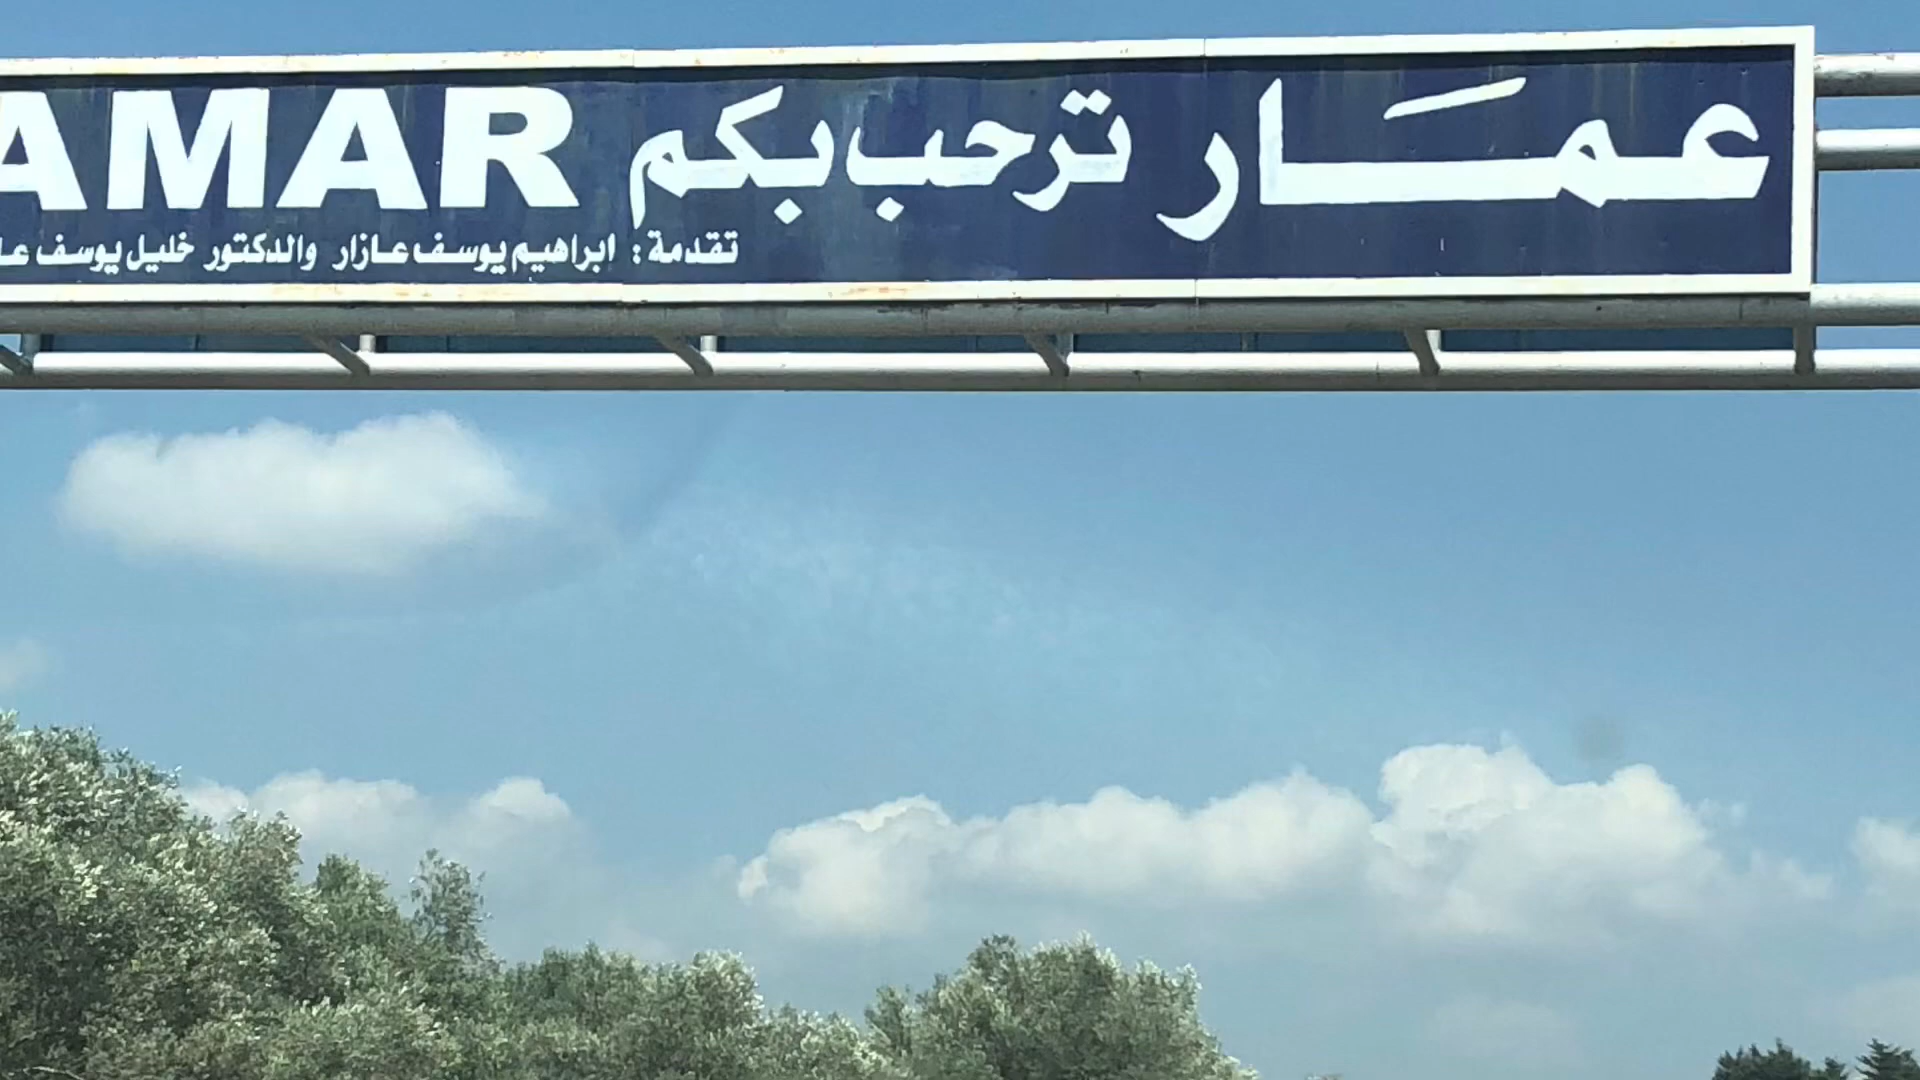 عمَّار ترحب بكم AMAR
تقدمة : ابراهيم يوسف عازار والدكتور خليل يوسف